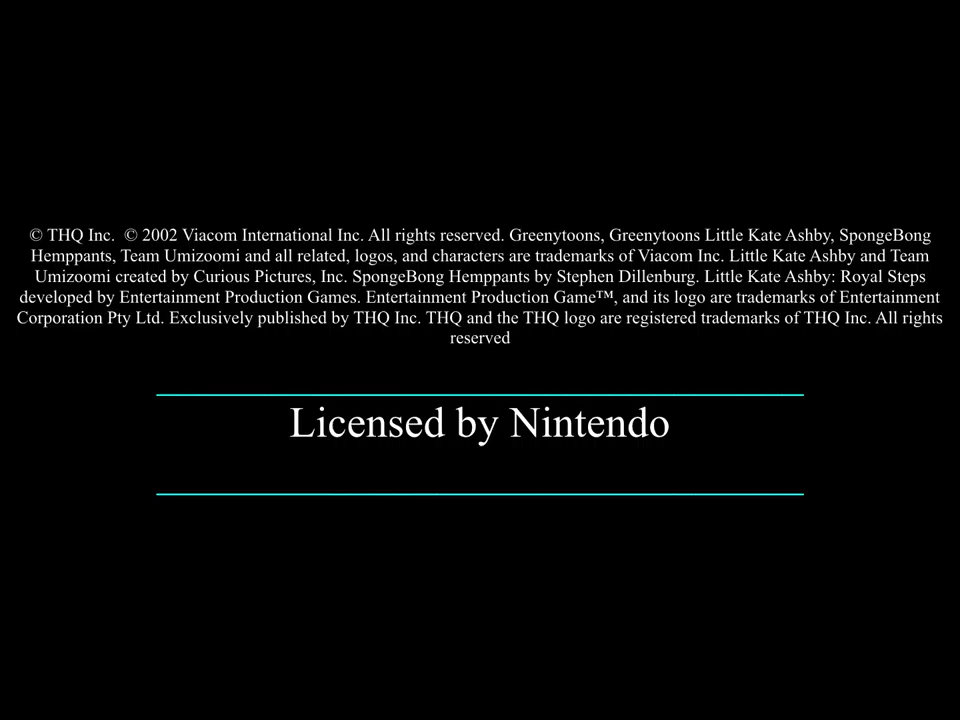 © THQ Inc.  © 2002 Viacom International Inc. All rights reserved. Greenytoons, Greenytoons Little Kate Ashby, SpongeBong
Hemppants, Team Umizoomi and all related, logos, and characters are trademarks of Viacom Inc. Little Kate Ashby and Team
Umizoomi created by Curious Pictures, Inc. SpongeBong Hemppants by Stephen Dillenburg. Little Kate Ashby: Royal Steps
developed by Entertainment Production Games. Entertainment Production Game™, and its logo are trademarks of Entertainment
Corporation Pty Ltd. Exclusively published by THQ Inc. THQ and the THQ logo are registered trademarks of THQ Inc. All rights
reserved
Licensed by Nintendo